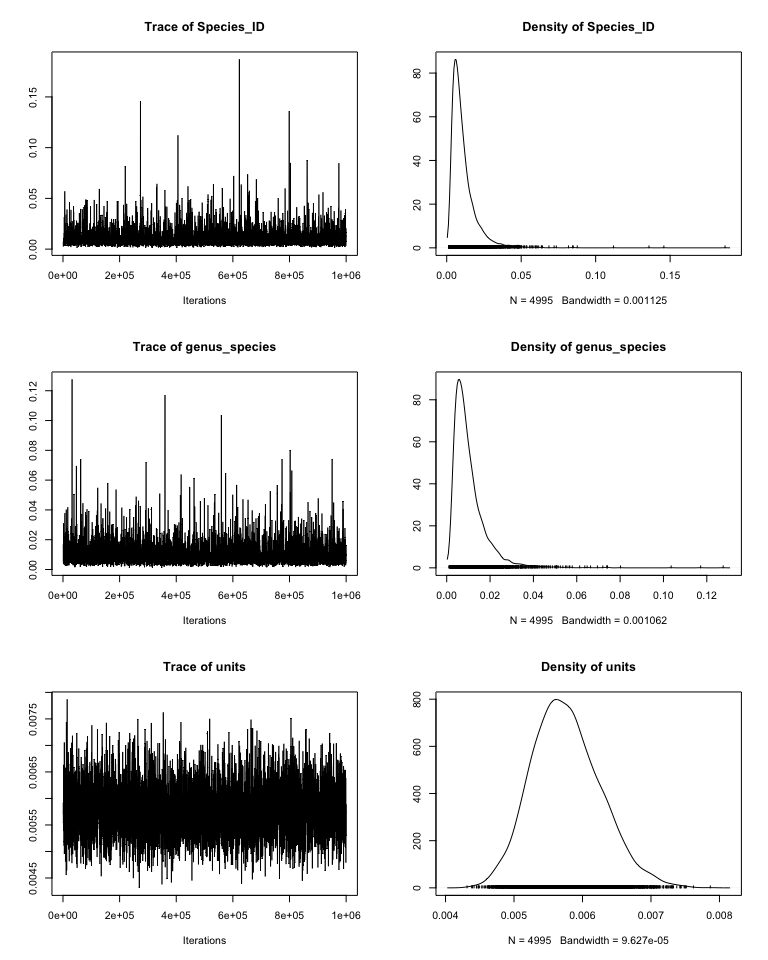 Trace of Species_ID
0.00 0.05 0.10 0.15
0e+00 2e+05 4e+05 6e+05 8e+05 1e+06
Iterations
Density of Species_ID
0 20 40 60 80
0.00 0.05 0.10 0.15
N = 4995 Bandwidth = 0.001125
Trace of genus_species
0.00 0.02 0.04 0.06 0.08 0.10 0.12
0e+00 2e+05 4e+05 6e+05 8e+05 1e+06
Iterations
Density of genus_species
0 20 40 60 80
0.00 0.02 0.04 0.06 0.08 0.10 0.12
N = 4995 Bandwidth = 0.001062
Trace of units
0.0045 0.0055 0.0065 0.0075
0e+00 2e+05 4e+05 6e+05 8e+05 1e+06
Iterations
Density of units
0 200 400 600 800
0.004 0.005 0.006 0.007 0.008
N = 4995 Bandwidth = 9.627e-05